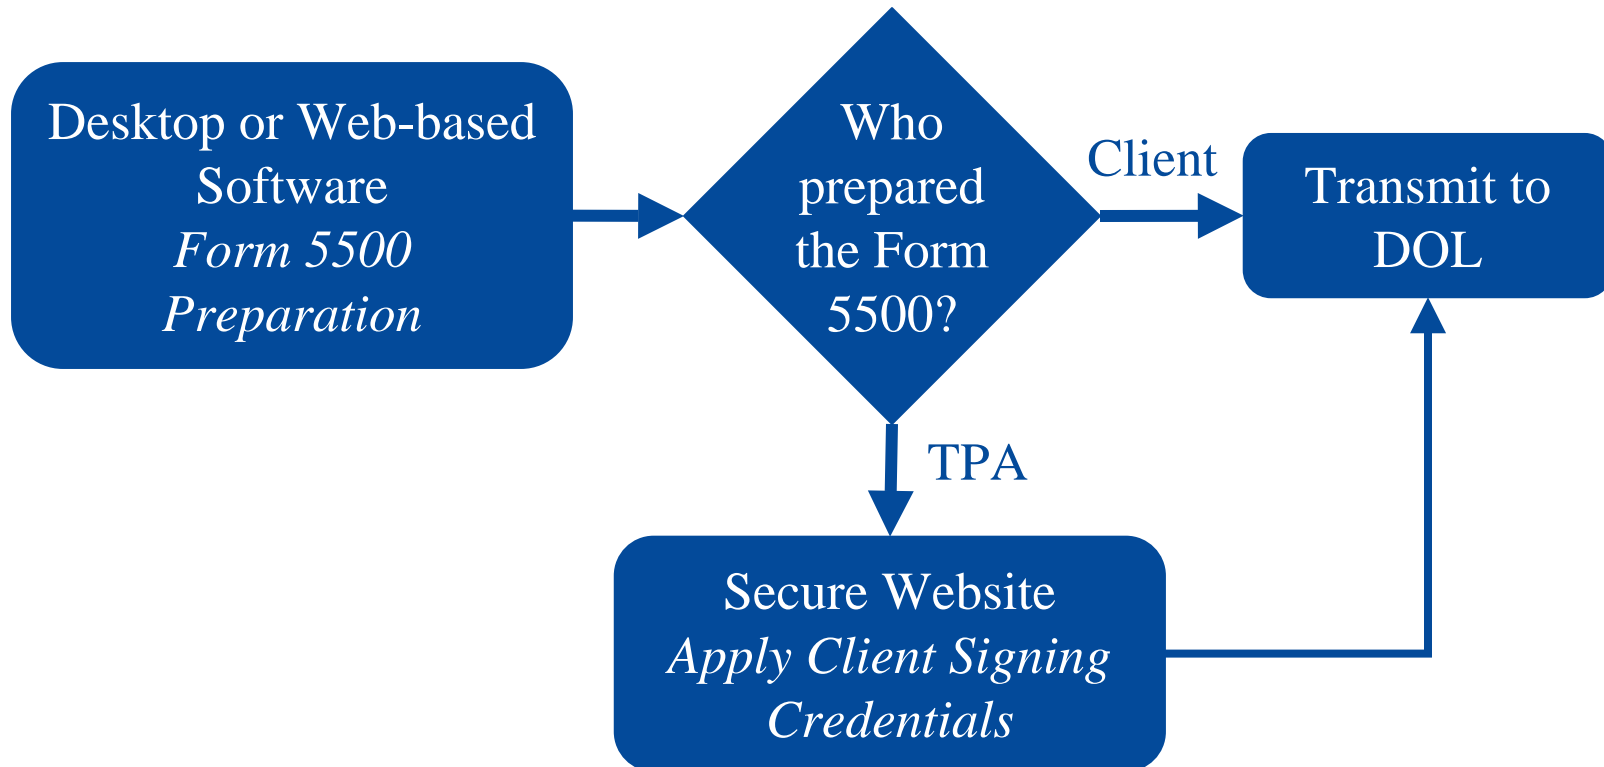 Desktop or Web-based
Software
Form 5500
Preparation
Who
prepared
the Form
5500?
Client
Transmit to
DOL
TPA
Secure Website
Apply Client Signing
Credentials